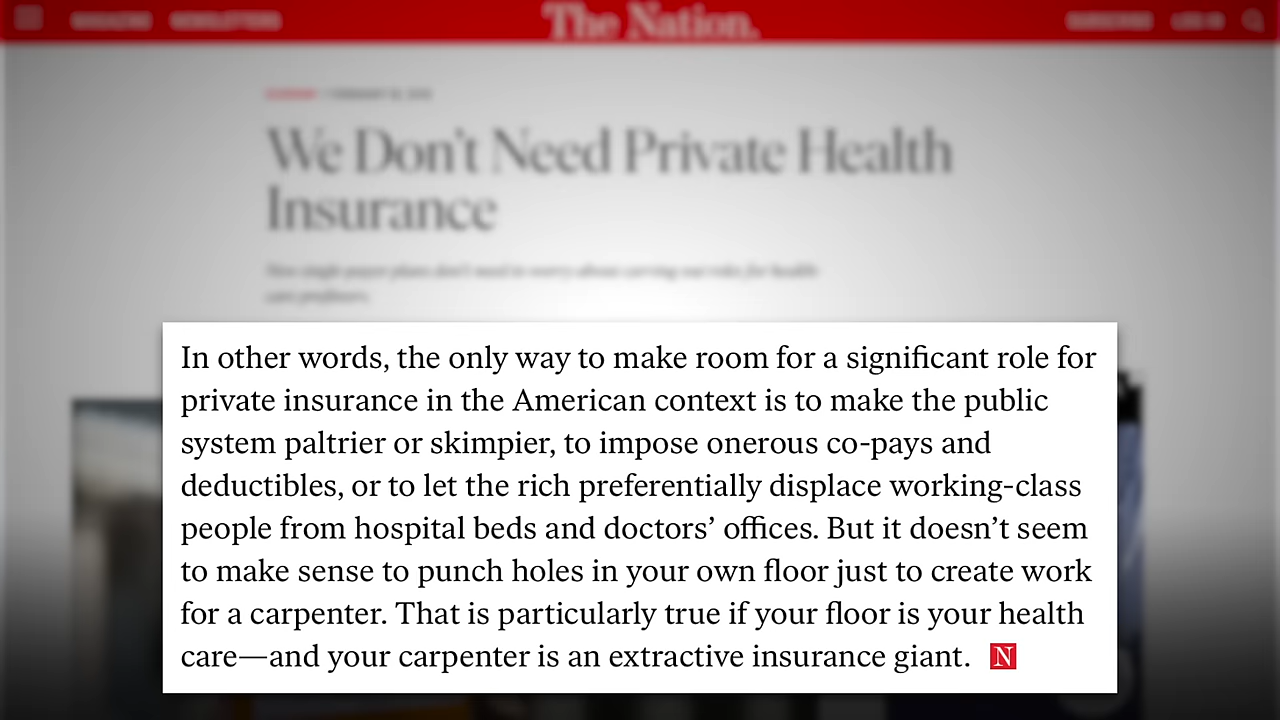 MAGAZINE NEWSLETTERS The Nation. SUBSCRIBE LOG IN
We Don't Need Private Health
Insurance
In other words, the only way to make room for a significant role for
private insurance in the American context is to make the public
system paltrier or skimpier, to impose onerous co-pays and
deductibles, or to let the rich preferentially displace working-class
people from hospital beds and doctors’ offices. But it doesn’t seem
to make sense to punch holes in your own floor just to create work
for a carpenter. That is particularly true if your floor is your health
care—and your carpenter is an extractive insurance giant. N